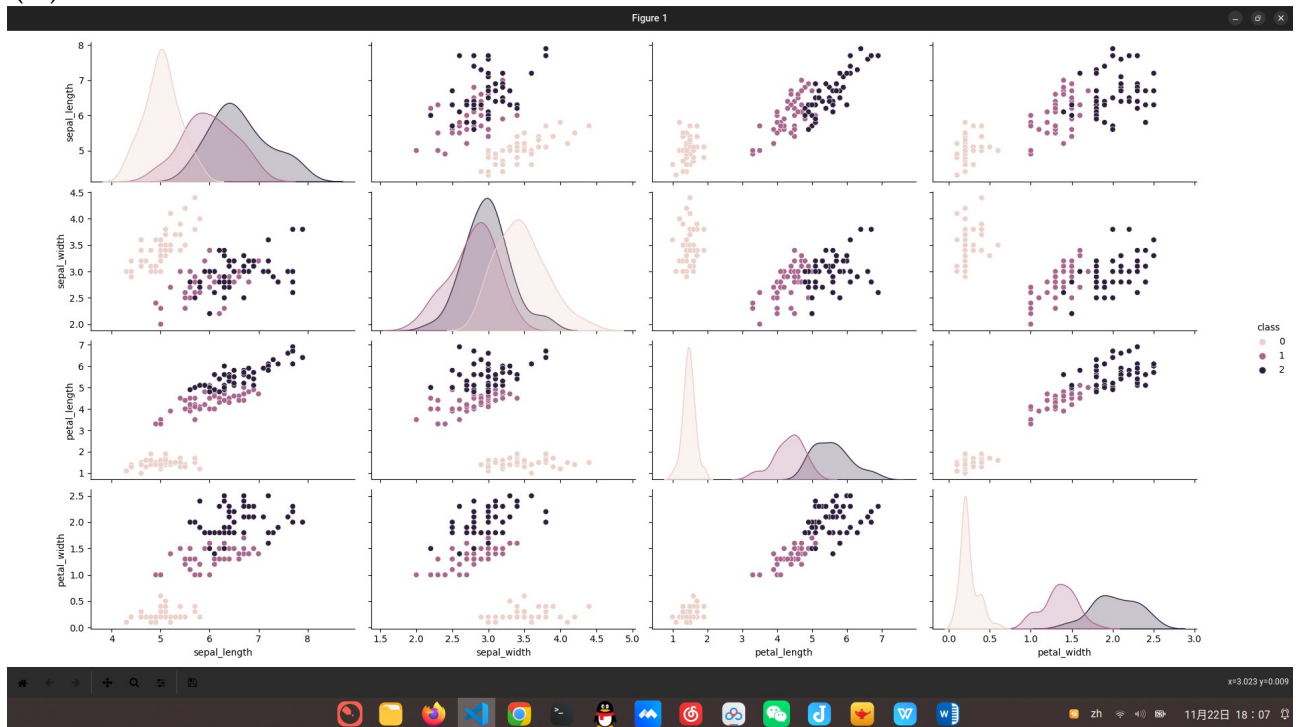 Figure 1
8
7
6
5
sepal_length
4.5
4.0
3.5
3.0
2.5
2.0
sepal_width
7
6
5
4
3
2
1
petal_length
2.5
2.0
1.5
1.0
0.5
0.0
petal_width
4 5 6 7 8
sepal_length
1.5 2.0 2.5 3.0 3.5 4.0 4.5 5.0
sepal_width
1 2 3 4 5 6 7
petal_length
0.0 0.5 1.0 1.5 2.0 2.5 3.0
petal_width
class
0
1
2
x=3.023 y=0.009
zh 11月22日 18：07